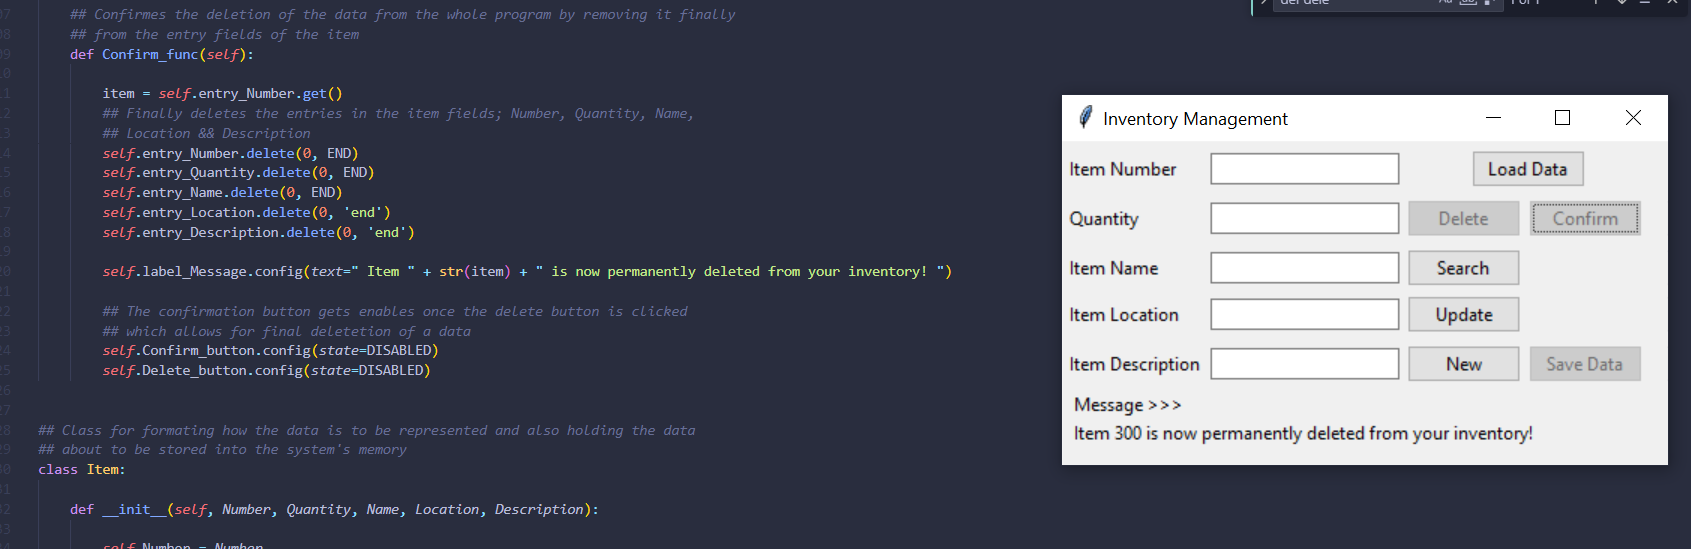 ## Confirmes the deletion of the data from the whole program by removing it finally
## from the entry fields of the item
def Confirm_func(self):
item = self.entry_Number.get()
## Finally deletes the entries in the item fields; Number, Quantity, Name,
## Location && Description
self.entry_Number.delete(0, END)
self.entry_Quantity.delete(0, END)
self.entry_Name.delete(0, END)
self.entry_Location.delete(0, 'end')
self.entry_Description.delete(0, 'end')
self.label_Message.config(text=" Item " + str(item) + " is now permanently deleted from your inventory! ")
## The confirmation button gets enables once the delete button is clicked
## which allows for final deletetion of a data
self.Confirm_button.config(state=DISABLED)
self.Delete_button.config(state=DISABLED)
## Class for formating how the data is to be represented and also holding the data
## about to be stored into the system's memory
class Item:
def __init__(self, Number, Quantity, Name, Location, Description):
self.Number = Number
Inventory Management
Item Number
Load Data
Quantity
Delete
Confirm
Item Name
Search
Item Location
Update
Item Description
New
Save Data
Message >>>
Item 300 is now permanently deleted from your inventory!